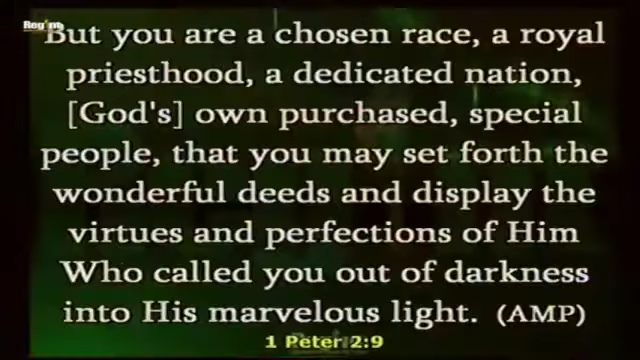 But you are a chosen race, a royal
priesthood, a dedicated nation,
[God's] own purchased, special
people, that you may set forth the
wonderful deeds and display the
virtues and perfections of Him
Who called you out of darkness
into His marvelous light. (AMP)
1 Peter 2:9